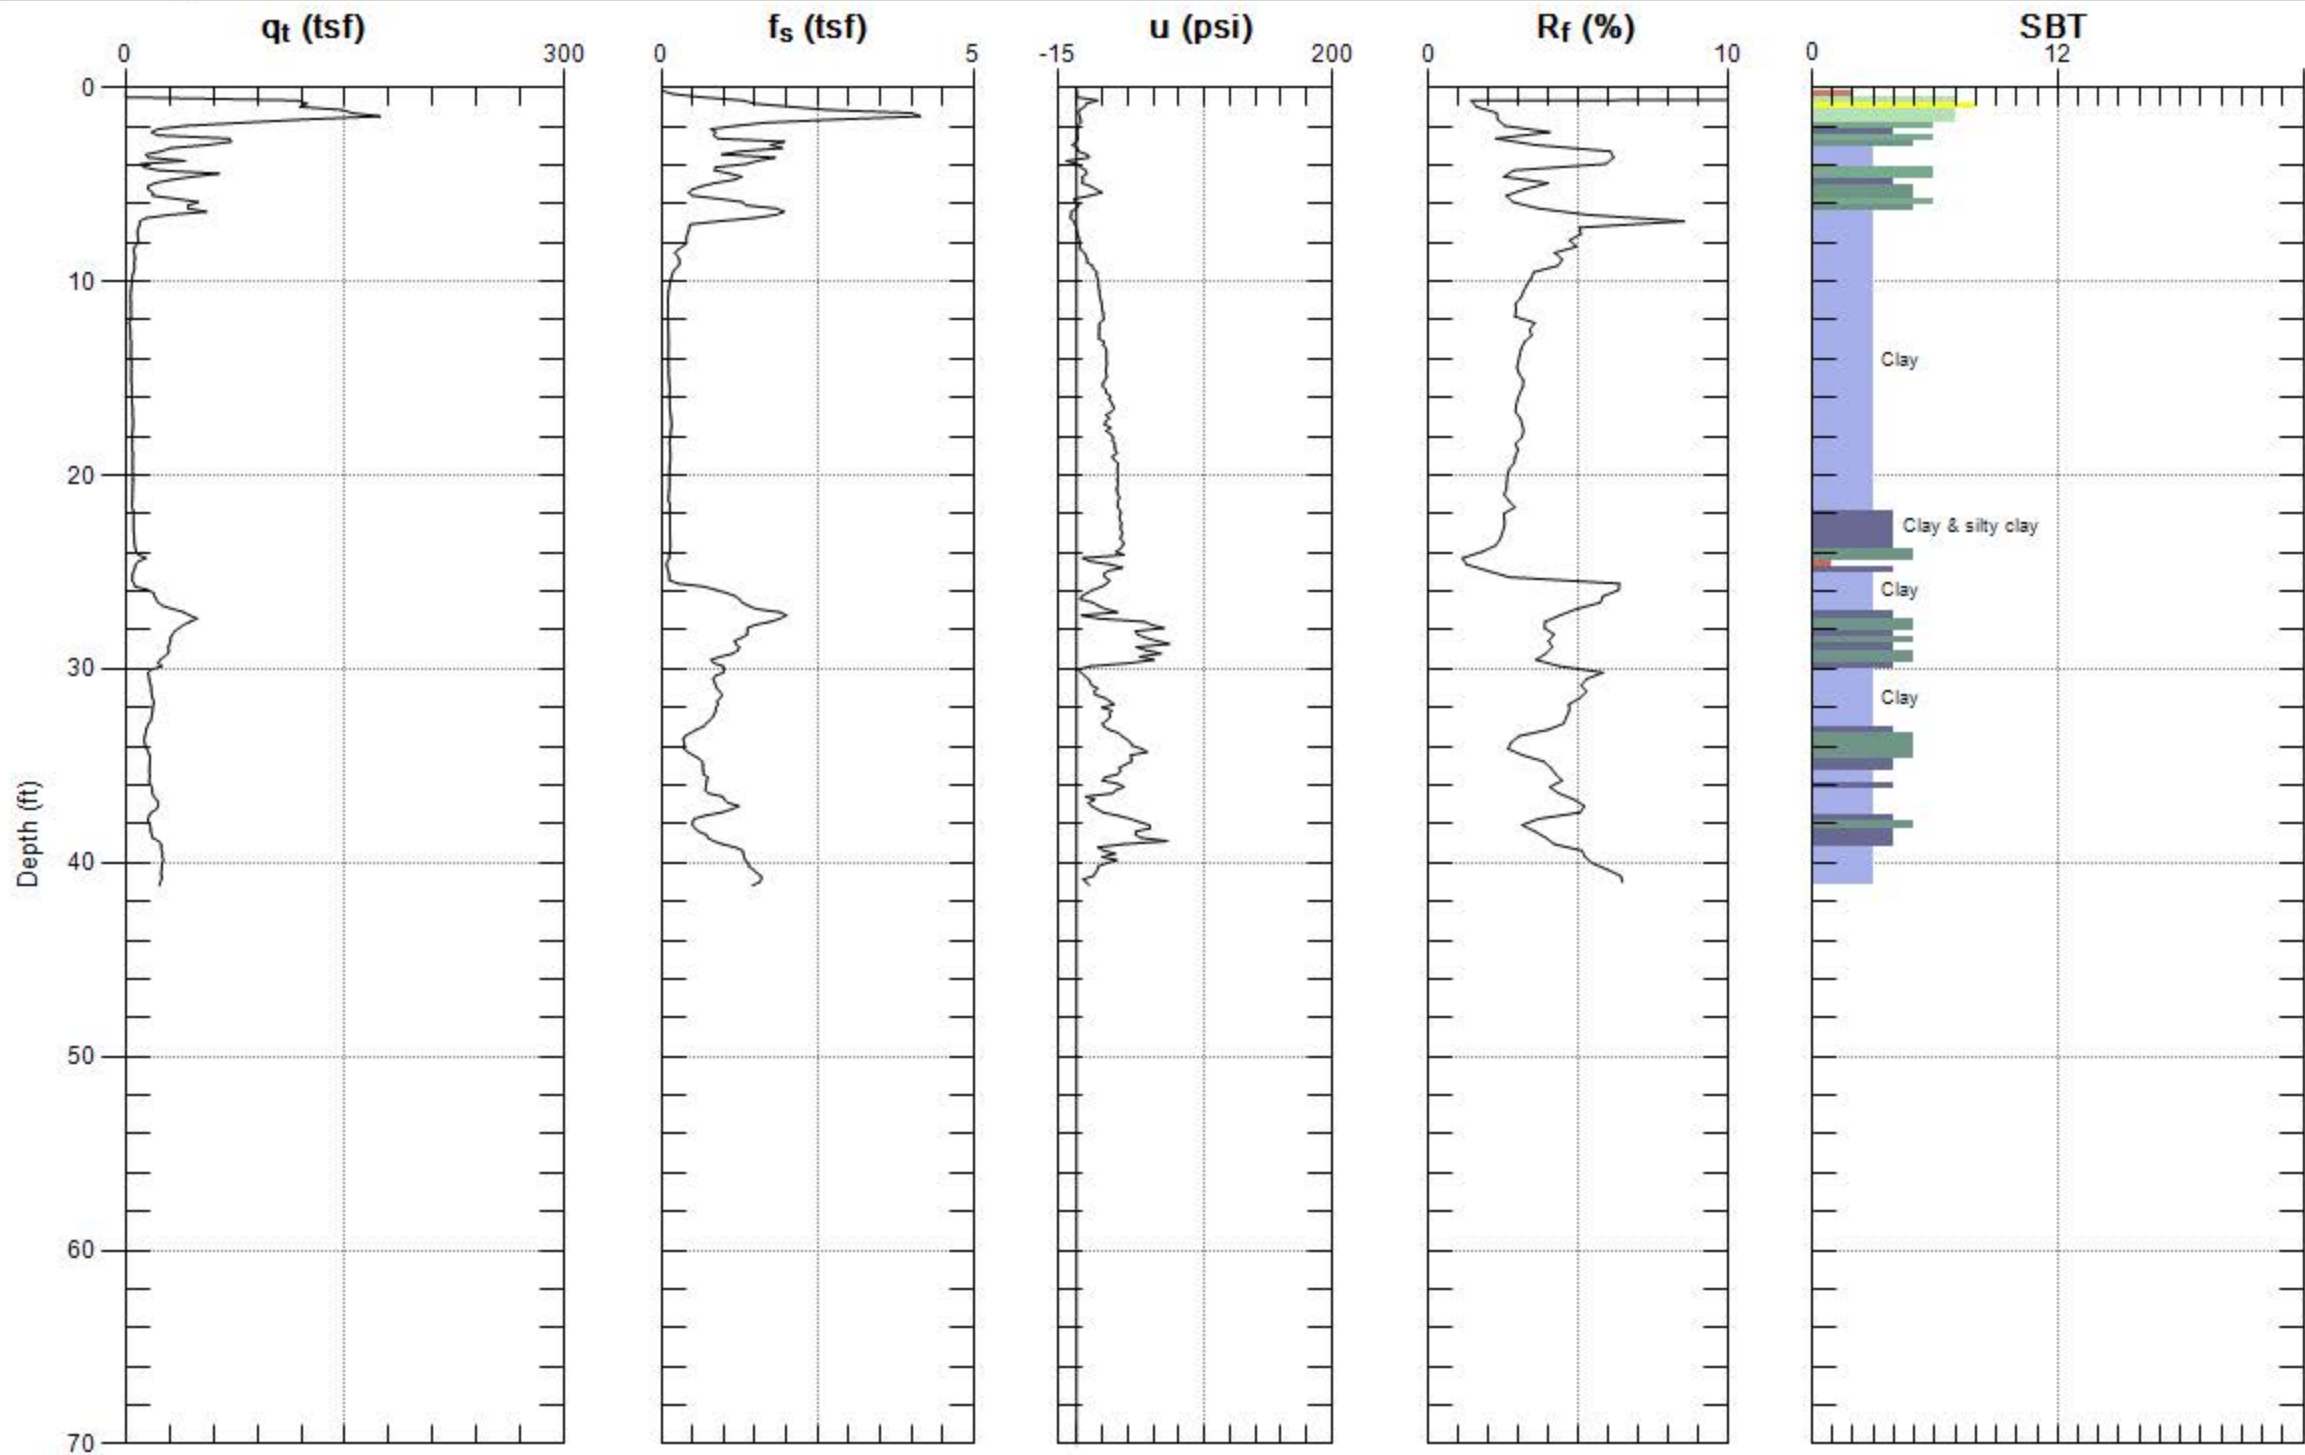 qt (tsf) fs (tsf) u (psi) Rf (%) SBT
0 300 0 5 -15 200 0 10 0 12
0
10
Clay
20
Clay & silty clay
Clay
30
Clay
Depth (ft)
40
50
60
70